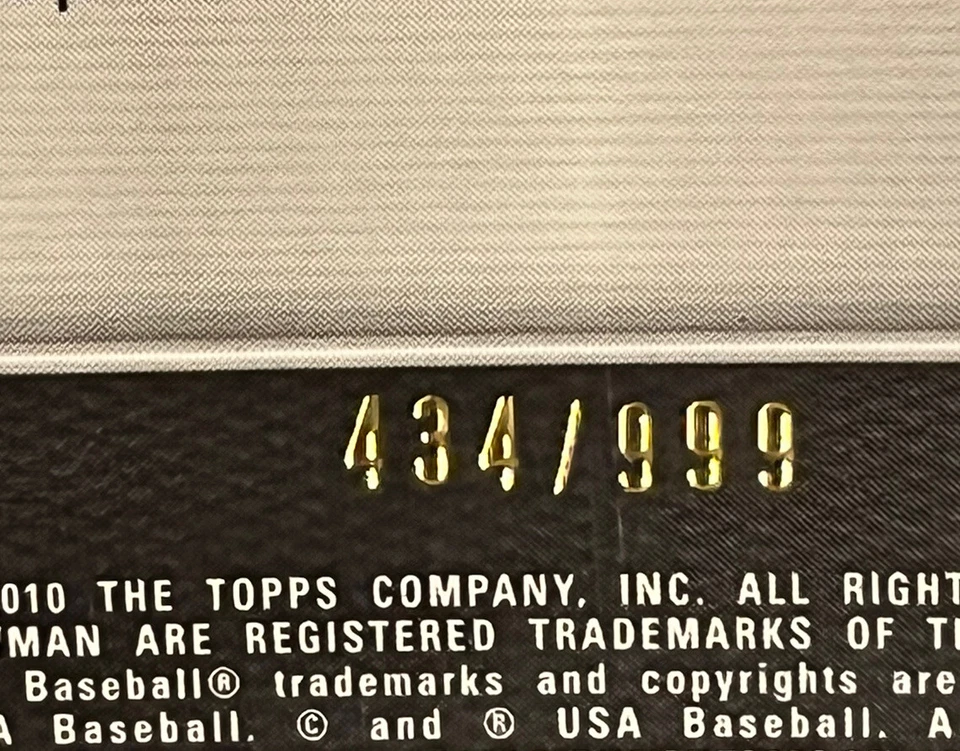 434/999
010 THE TOPPS COMPANY, INC. ALL RIGHT
MAN ARE REGISTERED TRADEMARKS OF
Baseball® trademarks and copyrights are
A Baseball. © and ® USA Baseball. A